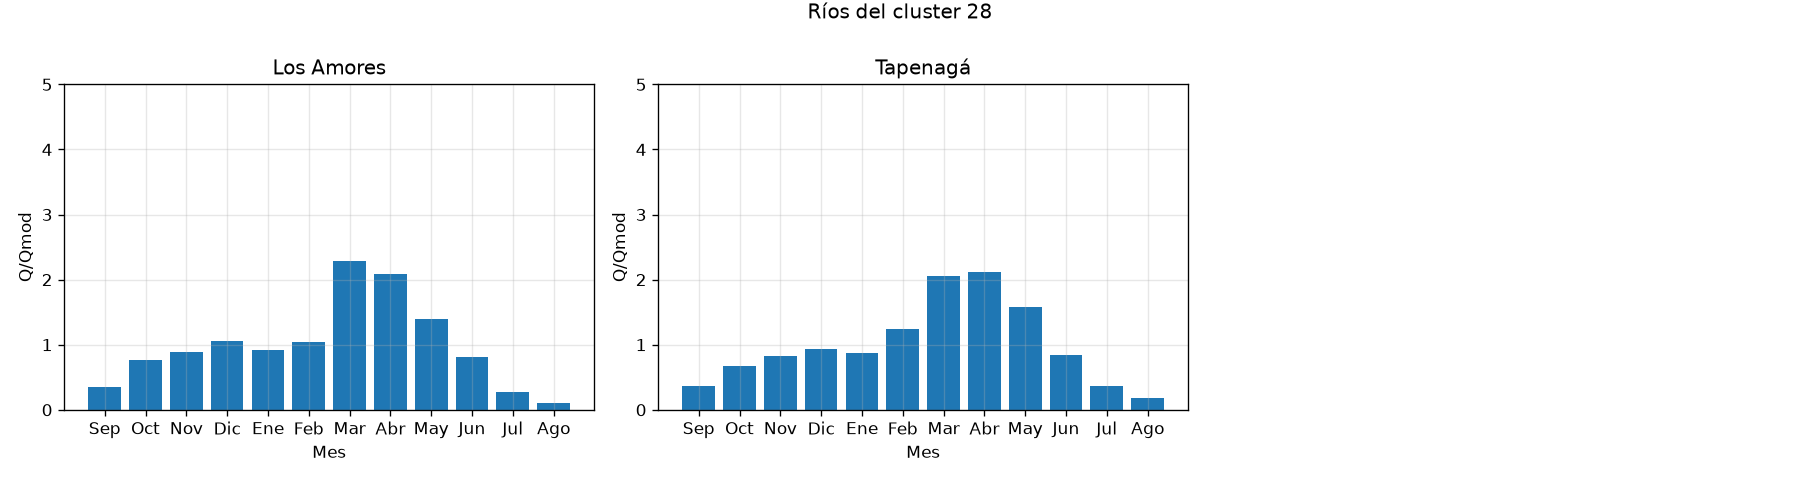 Ríos del cluster 28
Los Amores
Q/Qmod
5
4
3
2
1
0
Sep Oct Nov Dic Ene Feb Mar Abr May Jun Jul Ago
Mes
Tapenagá
Q/Qmod
5
4
3
2
1
0
Sep Oct Nov Dic Ene Feb Mar Abr May Jun Jul Ago
Mes